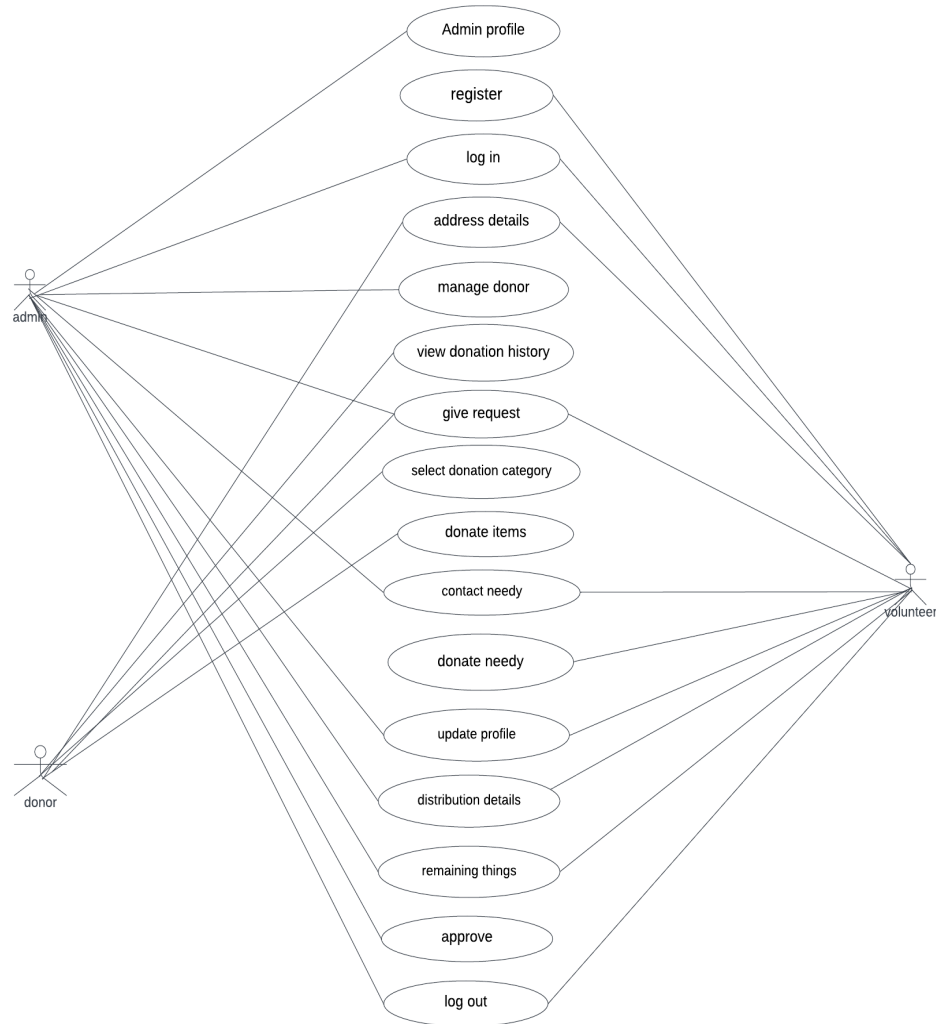 Admin profile
register
log in
address details
manage donor
admin
view donation history
give request
select donation category
donate items
contact needy
volunteer
donate needy
update profile
distribution details
donor
remaining things
approve
log out